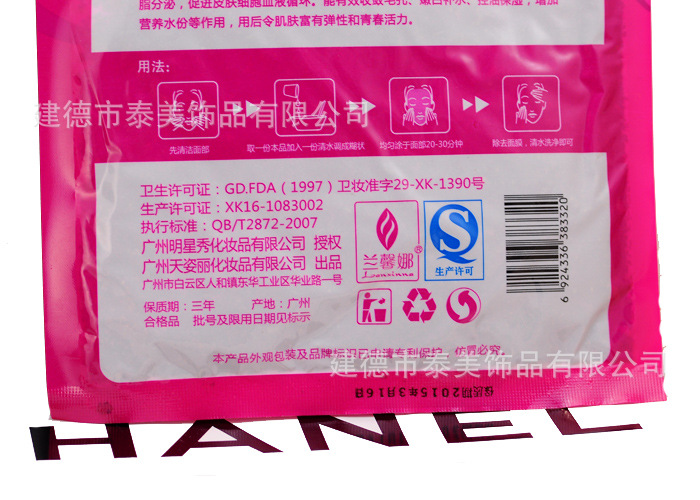 脂分泌，促进皮肤细胞血液循环。能有效收敛毛孔、嫩白补水、控油保湿，增加
营养水份等作用，用后令肌肤富有弹性和青春活力。
用法：
建德市泰美饰品有限公司
先清洁面部
取一份本品加入一份清水调成糊状
均匀涂于面部20-30分钟
除去面膜，清水洗净即可
卫生许可证：GD.FDA（1997）卫妆准字29-XK-1390号
生产许可证：XK16-1083002
执行标准：QB/T2872-2007
广州明星秀化妆品有限公司 授权
广州天姿丽化妆品有限公司 出品
广州市白云区人和镇东华工业区华业路一号
兰馨娜®
Lanxinna
QS
生产许可
6 924336 383320
保质期：三年 产地：广州
合格品 批号及限用日期见标示
本产品外观包装及品牌标识已申请专利保护，仿冒必究。
建德市泰美饰品有限公司
2015年3月16日
HANEL